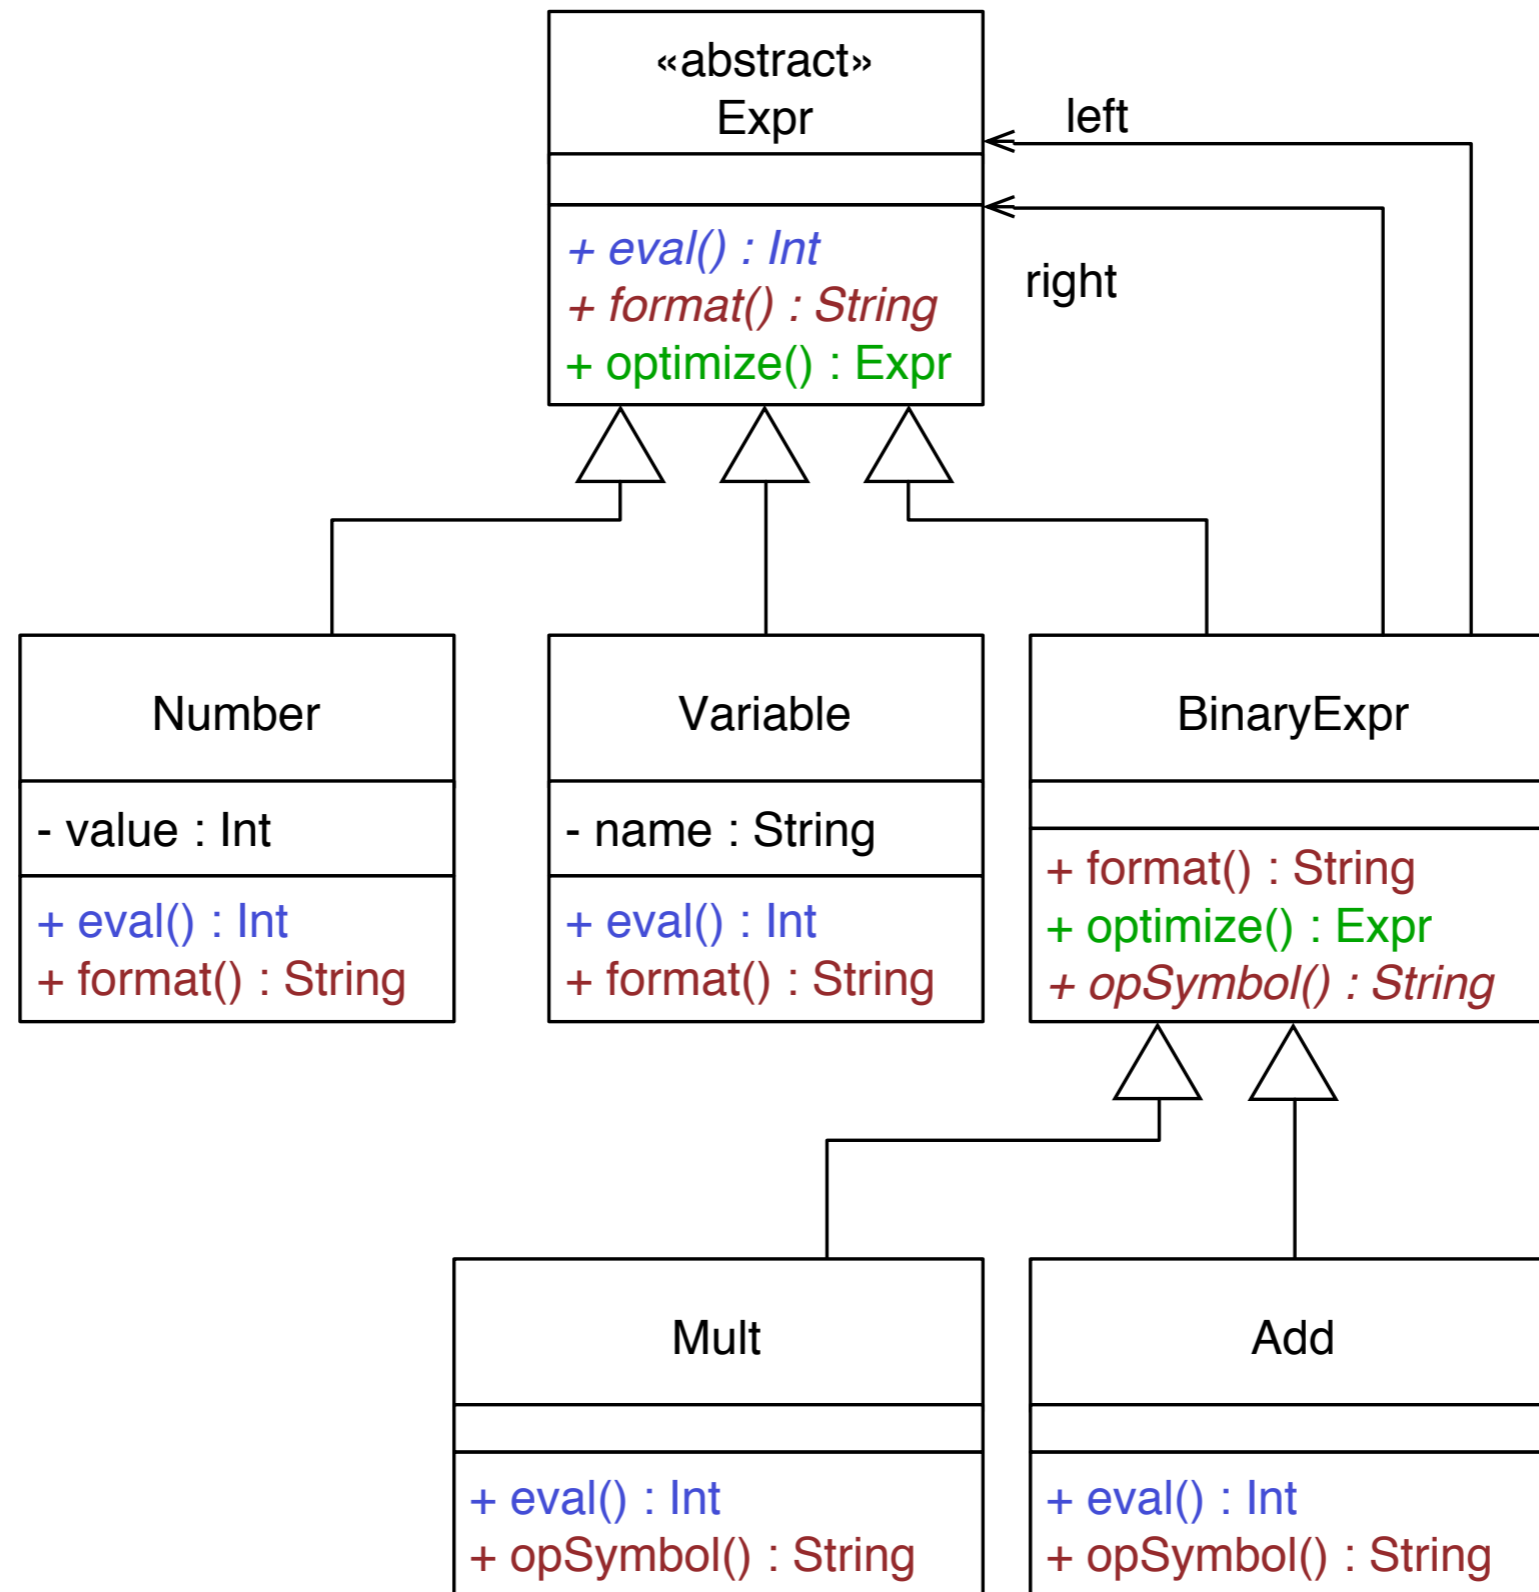 «abstract»
Expr
left
+ eval() : Int
right
+ format() : String
+ optimize() : Expr
Number
- value : Int
+ eval() : Int
+ format() : String
Variable
- name : String
+ eval() : Int
+ format() : String
BinaryExpr
+ format() : String
+ optimize() : Expr
+ opSymbol() : String
Mult
+ eval() : Int
+ opSymbol() : String
Add
+ eval() : Int
+ opSymbol() : String